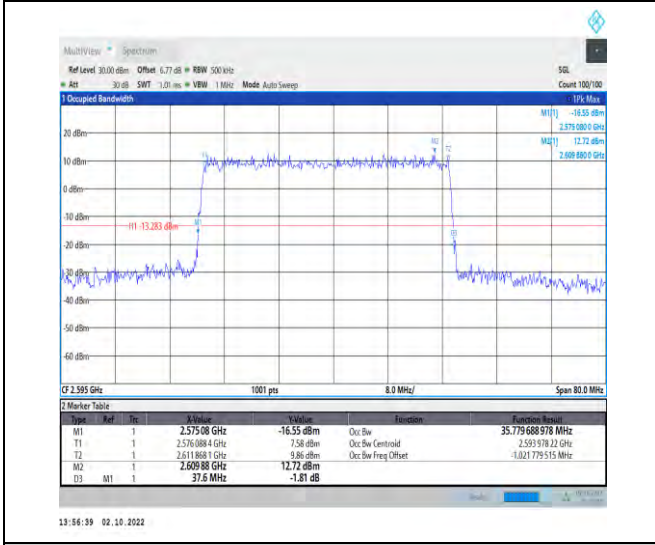 MultiView Spectrum
Ref Level 30.00 dBm Offset 6.77 dB RBW 500 kHz SGL
Att 30 dB SWT 1.01 ms VBW 1 MHz Mode Auto Sweep Count 100/100
1 Occupied Bandwidth 1Pk Max
M1[1] -16.55 dBm
2.575 080 0 GHz
20 dBm M2[1] 12.72 dBm
2.609 880 0 GHz
M2
T1 T2
10 dBm
0 dBm
-10 dBm
H1 -13.283 dBm M1
D3
-30 dBm
-40 dBm
-50 dBm
-60 dBm
CF 2.595 GHz 1001 pts 8.0 MHz/ Span 80.0 MHz
2 Marker Table
Type Ref Trc X-Value Y-Value Function Function Result
M1 1 2.57508 GHz -16.55 dBm Occ Bw 35.779 688 978 MHz
T1 1 2.576 088 4 GHz 7.58 dBm Occ Bw Centroid 2.593 978 22 GHz
T2 1 2.611 868 1 GHz 9.86 dBm Occ Bw Freq Offset -1.021 779 515 MHz
M2 1 2.609 88 GHz 12.72 dBm
D3 M1 1 37.6 MHz -1.81 dB
13:56:39 02.10.2022